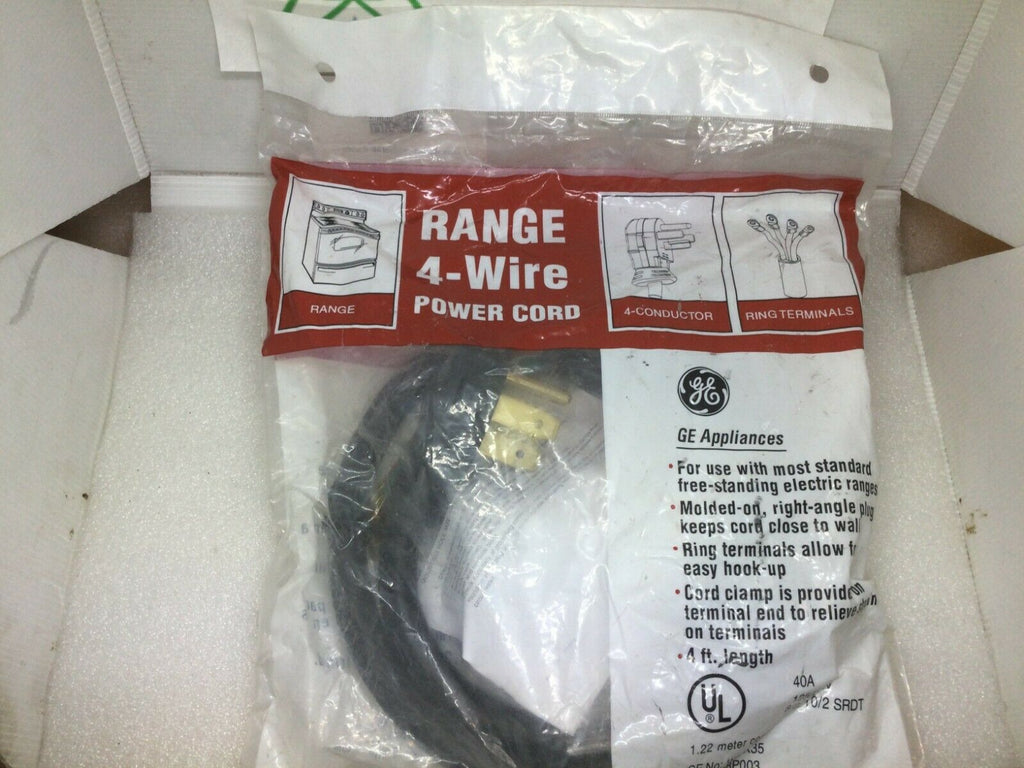 RANGE
4-Wire
POWER CORD
RANGE
4-CONDUCTOR
RING TERMINALS
GE
GE Appliances
• For use with most standard
free-standing electric ranges
• Molded-on, right-angle plug
keeps cord close to wall
• Ring terminals allow
easy hook-up
• Cord clamp is provided on
terminal end to relieve strain
on terminals
• 4 ft. length
UL
®
40A
10/2 SRDT
1.22 meter